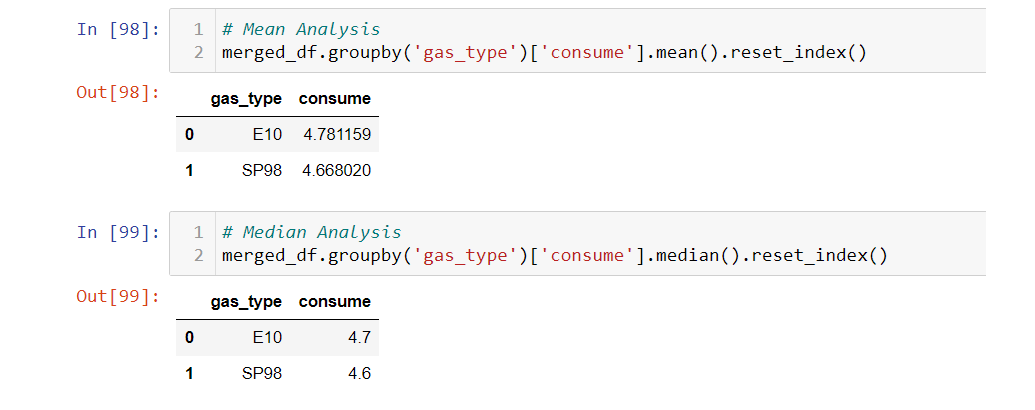 In [98]: 1 # Mean Analysis
2 merged_df.groupby('gas_type')['consume'].mean().reset_index()
Out[98]:
gas_type consume
0 E10 4.781159
1 SP98 4.668020
In [99]: 1 # Median Analysis
2 merged_df.groupby('gas_type')['consume'].median().reset_index()
Out[99]:
gas_type consume
0 E10 4.7
1 SP98 4.6